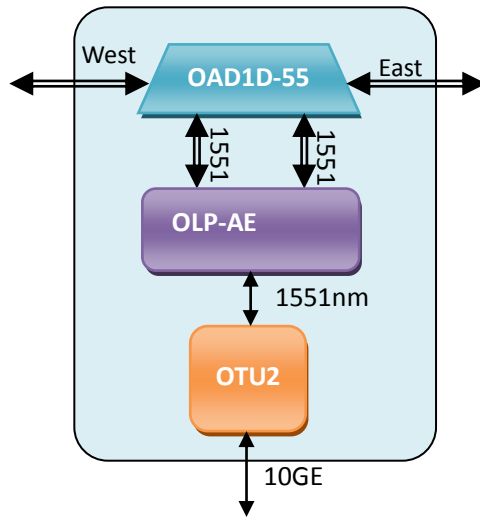 West
OAD1D-55
East
1551
1551
OLP-AE
1551nm
OTU2
10GE